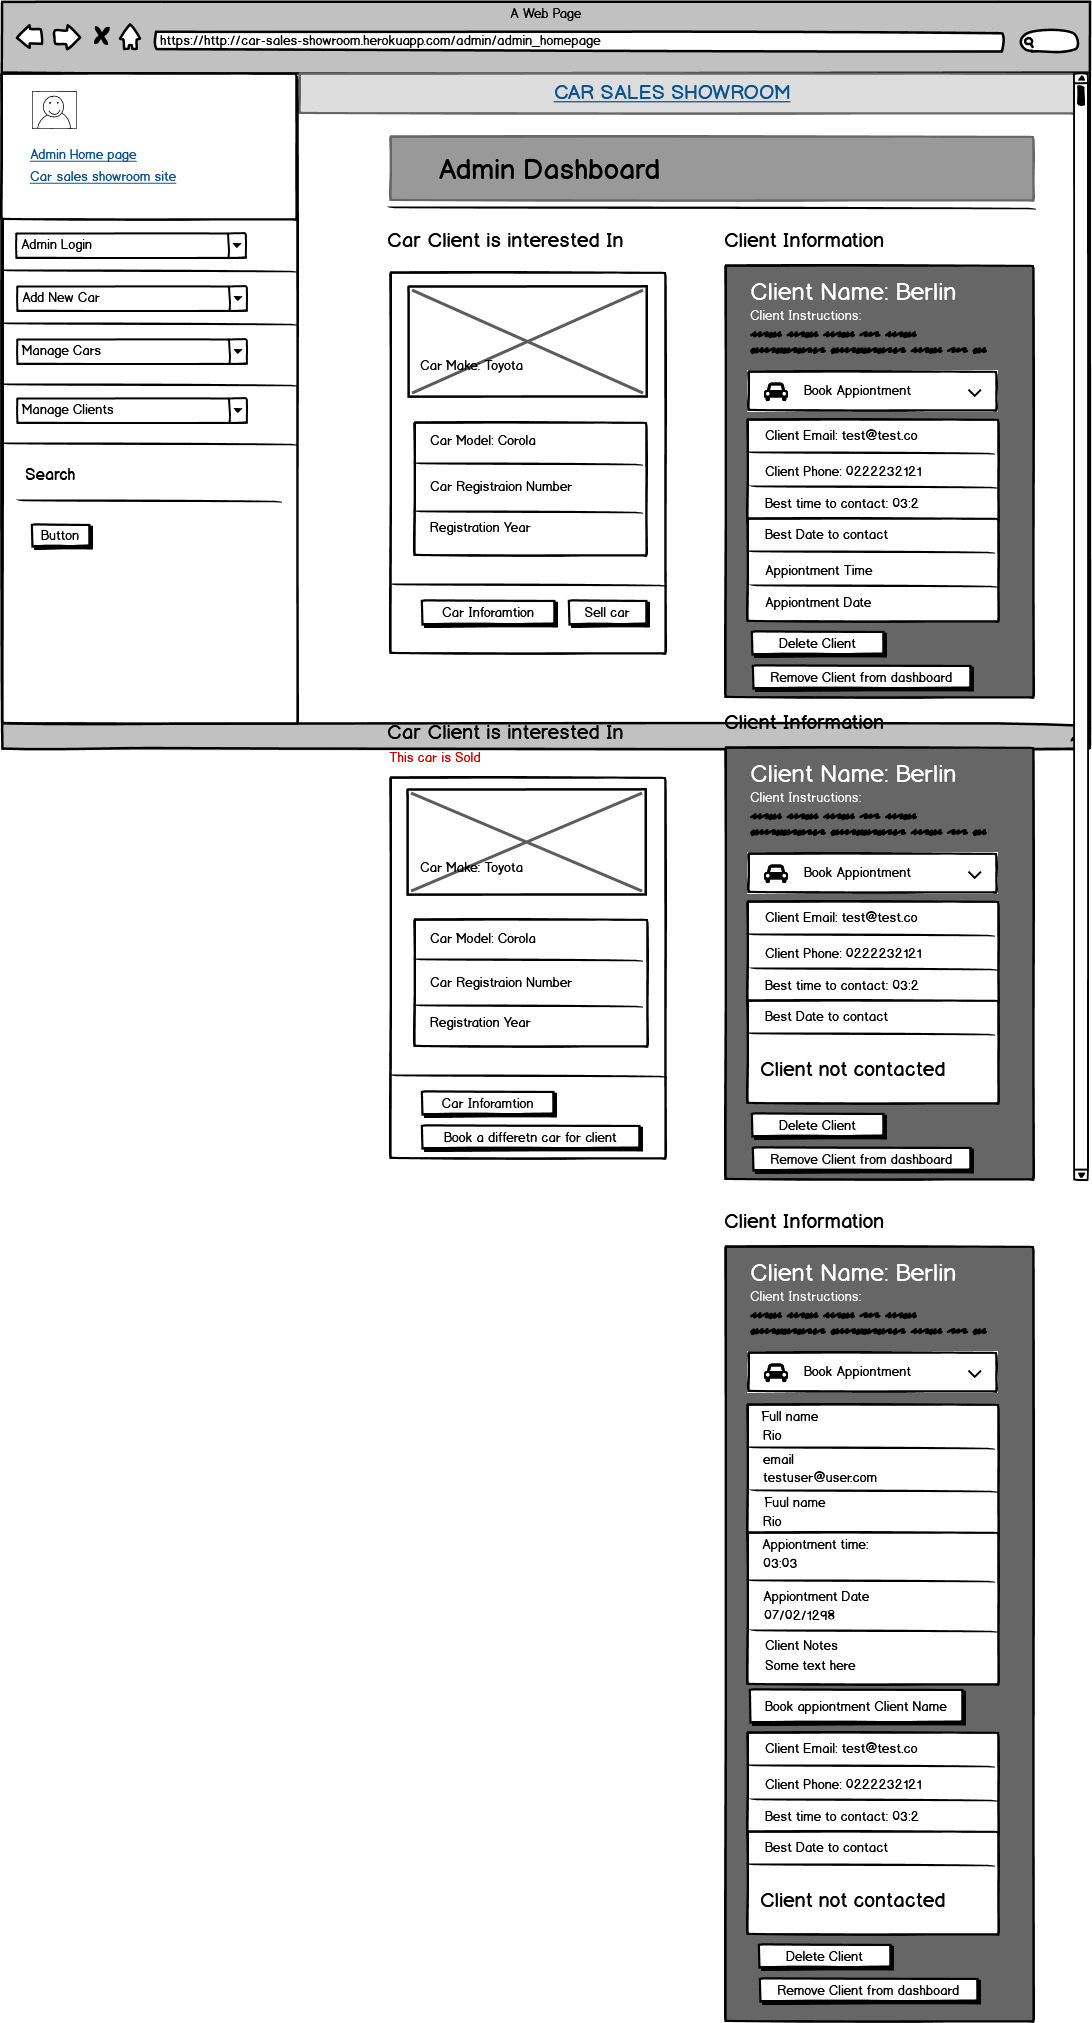 A Web Page
https://http://car-sales-showroom.herokuapp.com/admin/admin_homepage
CAR SALES SHOWROOM
Admin Home page
Car sales showroom site
Admin Login
Add New Car
Manage Cars
Manage Clients
Search
Button
Admin Dashboard
Car Client is interested In
Car Make: Toyota
Car Model: Corola
Car Registraion Number
Registration Year
Car Inforamtion
Sell car
Client Information
Client Name: Berlin
Client Instructions:
Book Appiontment
Client Email: test@test.co
Client Phone: 0222232121
Best time to contact: 03:2
Best Date to contact
Appiontment Time
Appiontment Date
Delete Client
Remove Client from dashboard
Car Client is interested In
This car is Sold
Car Make: Toyota
Car Model: Corola
Car Registraion Number
Registration Year
Car Inforamtion
Book a differetn car for client
Client Information
Client Name: Berlin
Client Instructions:
Book Appiontment
Client Email: test@test.co
Client Phone: 0222232121
Best time to contact: 03:2
Best Date to contact
Client not contacted
Delete Client
Remove Client from dashboard
Client Information
Client Name: Berlin
Client Instructions:
Book Appiontment
Full name
Rio
email
testuser@user.com
Fuul name
Rio
Appiontment time:
03:03
Appiontment Date
07/02/1298
Client Notes
Some text here
Book appiontment Client Name
Client Email: test@test.co
Client Phone: 0222232121
Best time to contact: 03:2
Best Date to contact
Client not contacted
Delete Client
Remove Client from dashboard